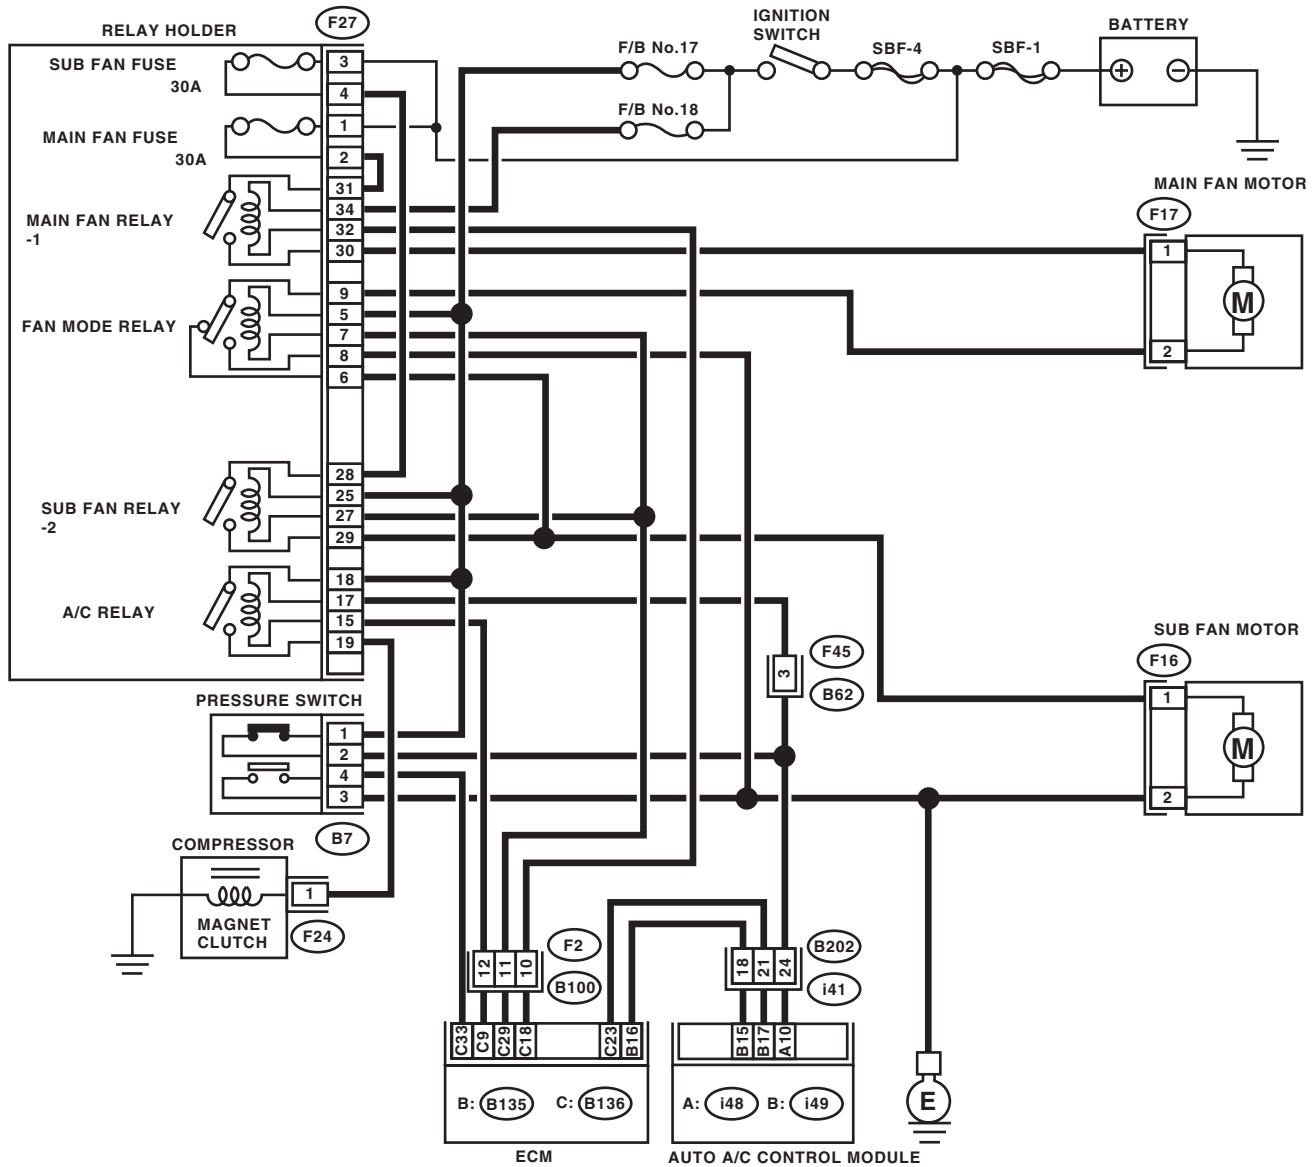 RELAY HOLDER
F27
SUB FAN FUSE
30A
MAIN FAN FUSE
30A
MAIN FAN RELAY
-1
FAN MODE RELAY
SUB FAN RELAY
-2
A/C RELAY
3
4
1
2
31
34
32
30
9
5
7
8
6
28
25
27
29
18
17
15
19
F/B No.17
F/B No.18
IGNITION
SWITCH
SBF-4
SBF-1
BATTERY
+
−
MAIN FAN MOTOR
F17
1
2
M
SUB FAN MOTOR
F16
1
2
M
3
F45
B62
PRESSURE SWITCH
1
2
4
3
B7
COMPRESSOR
1
MAGNET
CLUTCH
F24
12
11
10
F2
B100
18
21
24
B202
i41
C33
C9
C29
C18
C23
B16
B: B135
C: B136
ECM
B15
B17
A10
A: i48
B: i49
AUTO A/C CONTROL MODULE
E